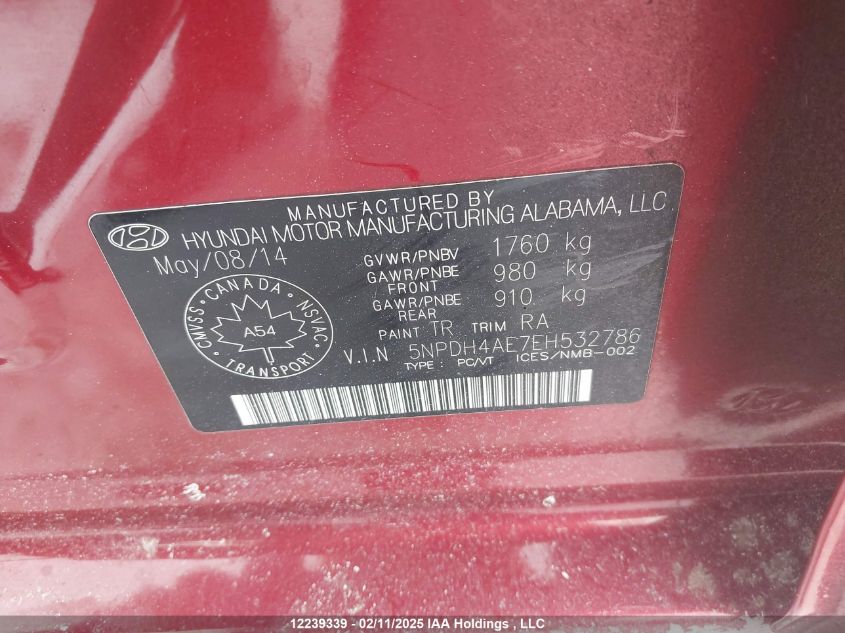 MANUFACTURED BY
HYUNDAI MOTOR MANUFACTURING ALABAMA, LLC
May/08/14
GVWR/PNBV 1760 kg
GAWR/PNBE FRONT 980 kg
GAWR/PNBE REAR 910 kg
PAINT TR TRIM RA
V.I.N 5NPDH4AE7EH532786
TYPE: PC/VT ICES/NMB-002
CANADA
CMVSS • NSVAC
A54
TRANSPORT
12239339 - 02/11/2025 IAA Holdings , LLC